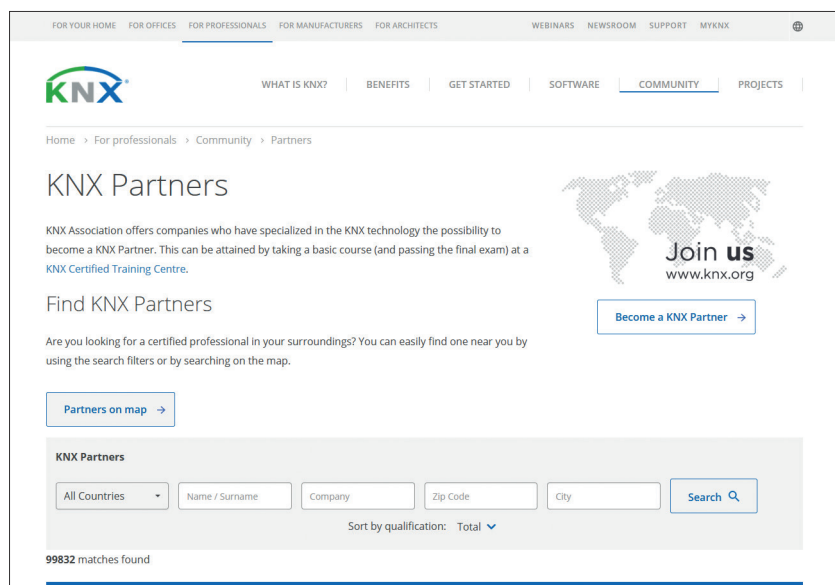 FOR YOUR HOME FOR OFFICES FOR PROFESSIONALS FOR MANUFACTURERS FOR ARCHITECTS WEBINARS NEWSROOM SUPPORT MYKNX
KNX®
WHAT IS KNX? BENEFITS GET STARTED SOFTWARE COMMUNITY PROJECTS
Home > For professionals > Community > Partners
KNX Partners
KNX Association offers companies who have specialized in the KNX technology the possibility to
become a KNX Partner. This can be attained by taking a basic course (and passing the final exam) at a
KNX Certified Training Centre.
Join us
www.knx.org
Become a KNX Partner →
Find KNX Partners
Are you looking for a certified professional in your surroundings? You can easily find one near you by
using the search filters or by searching on the map.
Partners on map →
KNX Partners
All Countries Name / Surname Company Zip Code City Search
Sort by qualification: Total
99832 matches found